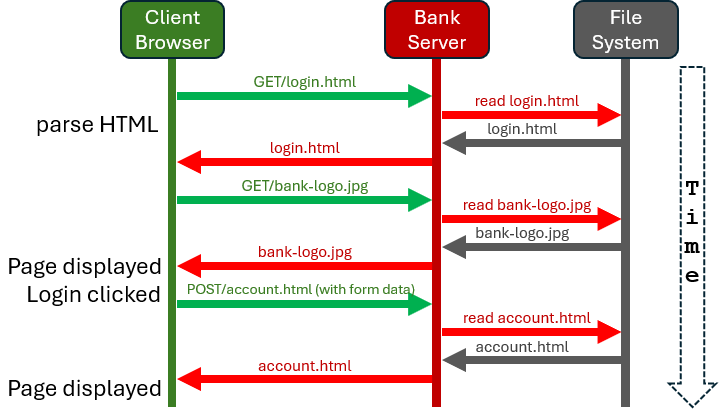 Client
Browser
Bank
Server
File
System
GET/login.html
read login.html
parse HTML
login.html
login.html
GET/bank-logo.jpg
read bank-logo.jpg
bank-logo.jpg
bank-logo.jpg
Page displayed
Login clicked
POST/account.html (with form data)
read account.html
account.html
account.html
Page displayed
Time